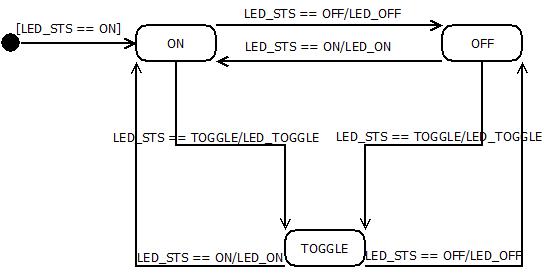 LED_STS == OFF/LED_OFF
[LED_STS == ON]
ON
LED_STS == ON/LED_ON
OFF
LED_STS == TOGGLE/LED_TOGGLE
LED_STS == TOGGLE/LED_TOGGLE
TOGGLE
LED_STS == ON/LED_ON
LED_STS == OFF/LED_OFF